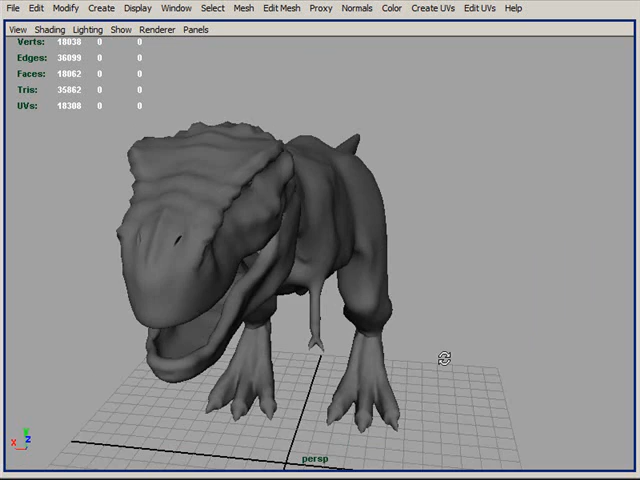 File Edit Modify Create Display Window Select Mesh Edit Mesh Proxy Normals Color Create UVs Edit UVs Help
View Shading Lighting Show Renderer Panels
Verts: 18038 0 0
Edges: 36099 0 0
Faces: 18062 0 0
Tris: 35862 0 0
UVs: 18308 0 0
Y
X Z
persp